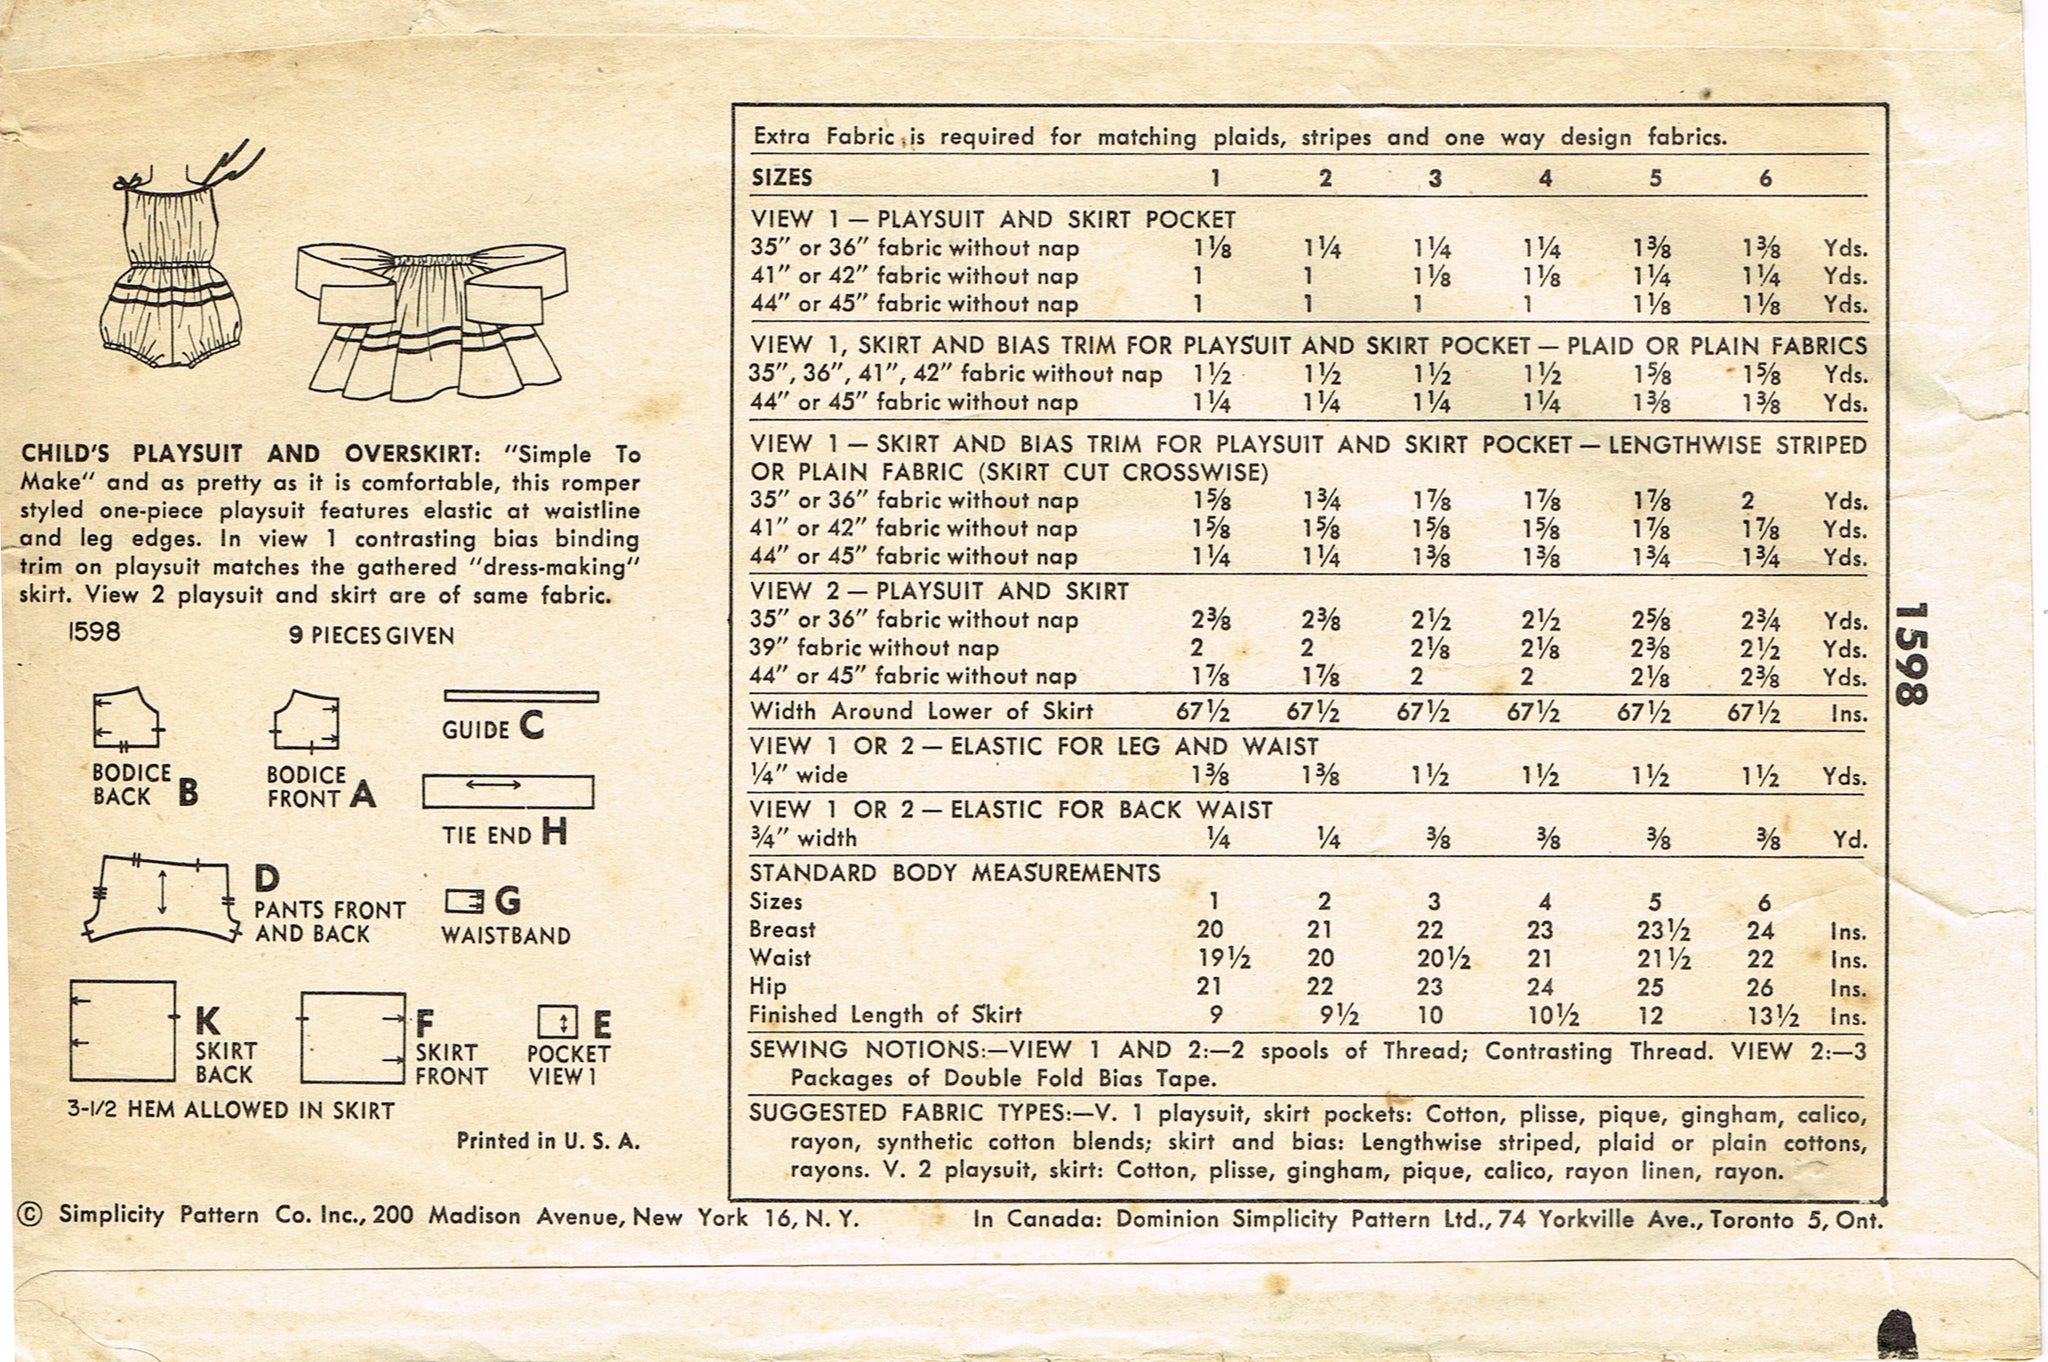 CHILD'S PLAYSUIT AND OVERSKIRT: "Simple To
Make" and as pretty as it is comfortable, this romper
styled one-piece playsuit features elastic at waistline
and leg edges. In view 1 contrasting bias binding
trim on playsuit matches the gathered "dress-making"
skirt. View 2 playsuit and skirt are of same fabric.
1598 9 PIECES GIVEN
BODICE
BACK B
BODICE
FRONT A
GUIDE C
TIE END H
D
PANTS FRONT
AND BACK
G
WAISTBAND
K
SKIRT
BACK
F
SKIRT
FRONT
E
POCKET
VIEW 1
3-1/2 HEM ALLOWED IN SKIRT
Printed in U. S. A.
Extra Fabric is required for matching plaids, stripes and one way design fabrics.
SIZES 1 2 3 4 5 6
VIEW 1 — PLAYSUIT AND SKIRT POCKET
35" or 36" fabric without nap 1⅛ 1¼ 1¼ 1¼ 1⅜ 1⅜ Yds.
41" or 42" fabric without nap 1 1 1⅛ 1⅛ 1¼ 1¼ Yds.
44" or 45" fabric without nap 1 1 1 1 1⅛ 1⅛ Yds.
VIEW 1, SKIRT AND BIAS TRIM FOR PLAYSUIT AND SKIRT POCKET — PLAID OR PLAIN FABRICS
35", 36", 41", 42" fabric without nap 1½ 1½ 1½ 1½ 1⅝ 1⅝ Yds.
44" or 45" fabric without nap 1¼ 1¼ 1¼ 1¼ 1⅜ 1⅜ Yds.
VIEW 1 — SKIRT AND BIAS TRIM FOR PLAYSUIT AND SKIRT POCKET — LENGTHWISE STRIPED
OR PLAIN FABRIC (SKIRT CUT CROSSWISE)
35" or 36" fabric without nap 1⅝ 1¾ 1⅞ 1⅞ 1⅞ 2 Yds.
41" or 42" fabric without nap 1⅝ 1⅝ 1⅝ 1⅝ 1⅞ 1⅞ Yds.
44" or 45" fabric without nap 1¼ 1¼ 1⅜ 1⅜ 1¾ 1¾ Yds.
VIEW 2 — PLAYSUIT AND SKIRT
35" or 36" fabric without nap 2⅜ 2⅜ 2½ 2½ 2⅝ 2¾ Yds.
39" fabric without nap 2 2 2⅛ 2⅛ 2⅜ 2½ Yds.
44" or 45" fabric without nap 1⅞ 1⅞ 2 2 2⅛ 2⅜ Yds.
Width Around Lower of Skirt 67½ 67½ 67½ 67½ 67½ 67½ Ins.
VIEW 1 OR 2 — ELASTIC FOR LEG AND WAIST
¼" wide 1⅜ 1⅜ 1½ 1½ 1½ 1½ Yds.
VIEW 1 OR 2 — ELASTIC FOR BACK WAIST
¾" width ¼ ¼ ⅜ ⅜ ⅜ ⅜ Yd.
STANDARD BODY MEASUREMENTS
Sizes 1 2 3 4 5 6
Breast 20 21 22 23 23½ 24 Ins.
Waist 19½ 20 20½ 21 21½ 22 Ins.
Hip 21 22 23 24 25 26 Ins.
Finished Length of Skirt 9 9½ 10 10½ 12 13½ Ins.
SEWING NOTIONS:—VIEW 1 AND 2:—2 spools of Thread; Contrasting Thread. VIEW 2:—3
Packages of Double Fold Bias Tape.
SUGGESTED FABRIC TYPES:—V. 1 playsuit, skirt pockets: Cotton, plisse, pique, gingham, calico,
rayon, synthetic cotton blends; skirt and bias: Lengthwise striped, plaid or plain cottons,
rayons. V. 2 playsuit, skirt: Cotton, plisse, gingham, pique, calico, rayon linen, rayon.
1598
© Simplicity Pattern Co. Inc., 200 Madison Avenue, New York 16, N. Y. In Canada: Dominion Simplicity Pattern Ltd., 74 Yorkville Ave., Toronto 5, Ont.